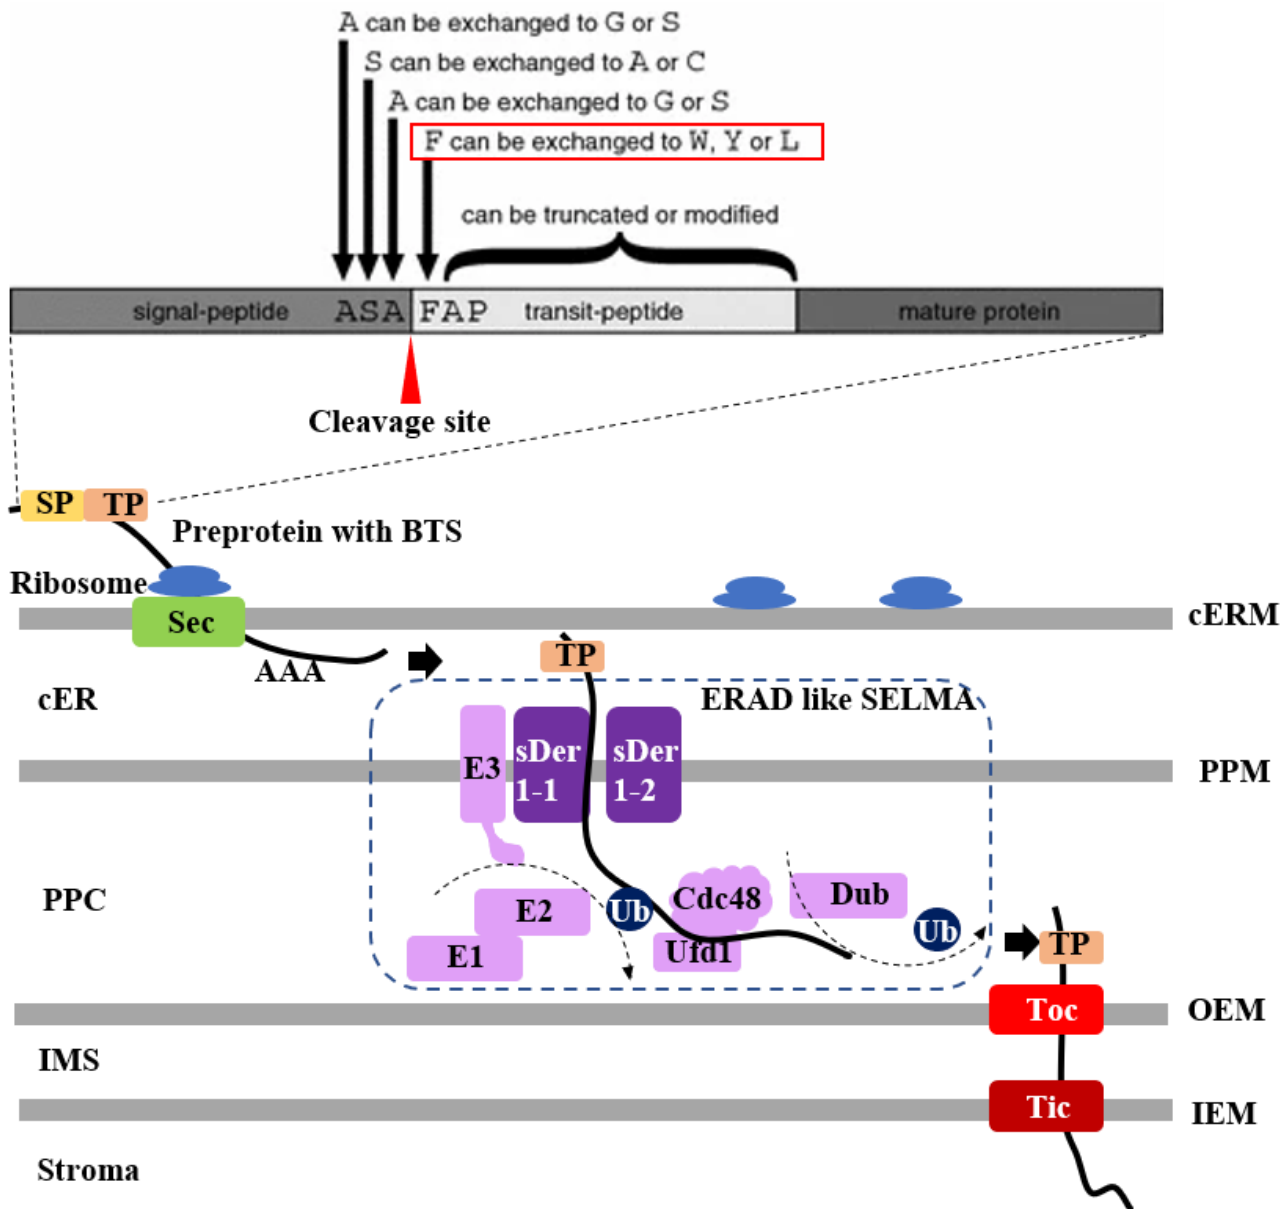 A can be exchanged to G or S
S can be exchanged to A or C
A can be exchanged to G or S
F can be exchanged to W, Y or L
can be truncated or modified
signal-peptide ASA FAP transit-peptide mature protein
Cleavage site
SP TP
Preprotein with BTS
Ribosome
Sec
cERM
AAA
TP
cER
ERAD like SELMA
E3
sDer
1-1
sDer
1-2
PPM
PPC
E2
E1
Ub
Cdc48
Ufd1
Dub
Ub
TP
Toc
OEM
IMS
Tic
IEM
Stroma